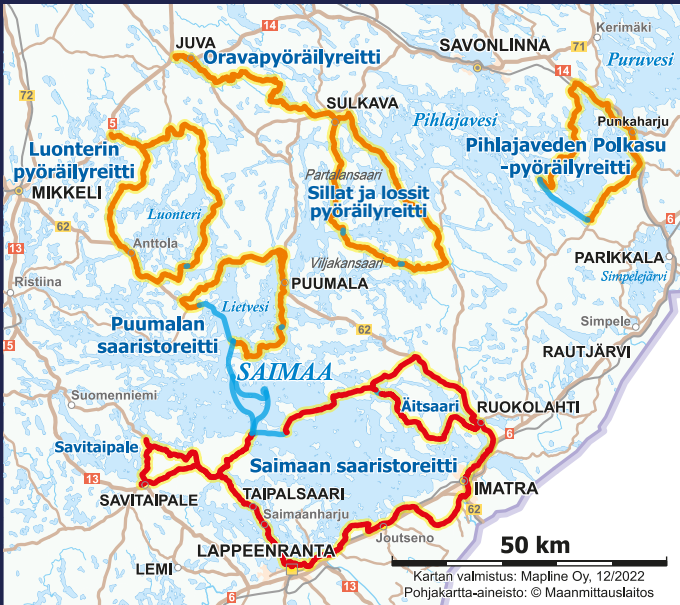 Kerimäki
JUVA
SAVONLINNA
71
14
Oravapyöräilyreitti
Puruvesi
14
72
SULKAVA
Pihlajavesi
Punkaharju
5
Luonterin
pyöräilyreitti
Pihlajaveden Polkasu
-pyöräilyreitti
Partalansaari
Sillat ja lossit
pyöräilyreitti
MIKKELI
Luonteri
62
Anttola
13
6
PARIKKALA
Viljakansaari
Simpelejärvi
Ristiina
PUUMALA
Lietvesi
Puumalan
saaristoreitti
62
Simpele
15
RAUTJÄRVI
SAIMAA
Suomenniemi
Äitsaari
RUOKOLAHTI
6
Savitaipale
Saimaan saaristoreitti
13
SAVITAIPALE
TAIPALSAARI
IMATRA
62
Saimaanharju
Joutseno
LAPPEENRANTA
50 km
LEMI
Kartan valmistus: Mapline Oy, 12/2022
Pohjakartta-aineisto: © Maanmittauslaitos